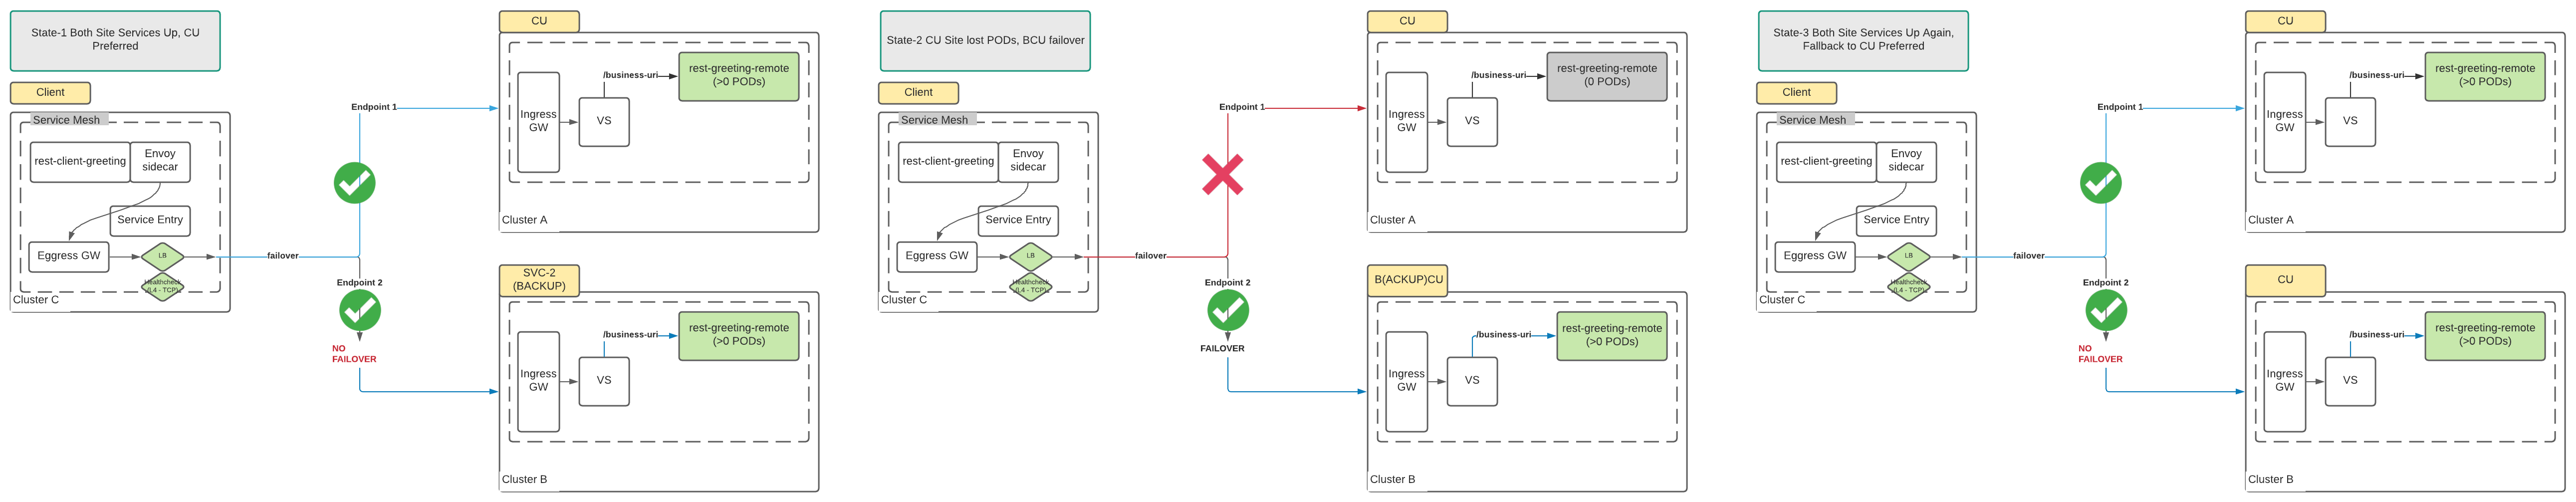 State-1 Both Site Services Up, CU
Preferred
Client
Service Mesh
rest-client-greeting
Envoy
sidecar
Service Entry
Eggress GW
LB
Healthcheck
(L4 - TCP)
Cluster C
failover
Endpoint 1
Endpoint 2
NO
FAILOVER
CU
Ingress
GW
VS
/business-uri
rest-greeting-remote
(>0 PODs)
Cluster A
SVC-2
(BACKUP)
Ingress
GW
VS
/business-uri
rest-greeting-remote
(>0 PODs)
Cluster B
State-2 CU Site lost PODs, BCU failover
Client
Service Mesh
rest-client-greeting
Envoy
sidecar
Service Entry
Eggress GW
LB
Healthcheck
(L4 - TCP)
Cluster C
failover
Endpoint 1
Endpoint 2
FAILOVER
CU
Ingress
GW
VS
/business-uri
rest-greeting-remote
(0 PODs)
Cluster A
B(ACKUP)CU
Ingress
GW
VS
/business-uri
rest-greeting-remote
(>0 PODs)
Cluster B
State-3 Both Site Services Up Again,
Fallback to CU Preferred
Client
Service Mesh
rest-client-greeting
Envoy
sidecar
Service Entry
Eggress GW
LB
Healthcheck
(L4 - TCP)
Cluster C
failover
Endpoint 1
Endpoint 2
NO
FAILOVER
CU
Ingress
GW
VS
/business-uri
rest-greeting-remote
(>0 PODs)
Cluster A
CU
Ingress
GW
VS
/business-uri
rest-greeting-remote
(>0 PODs)
Cluster B